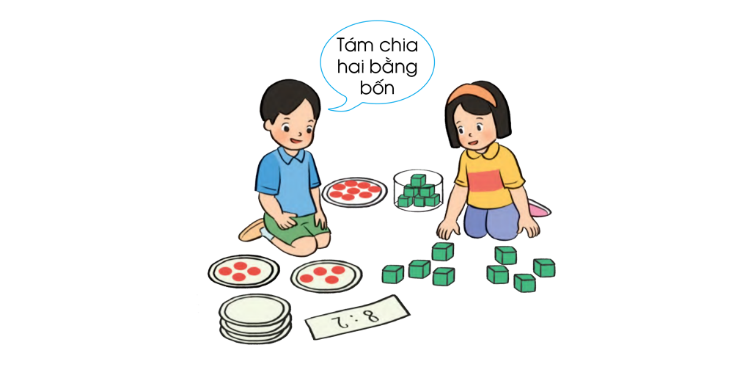 Tám chia
hai bằng
bốn
8 : 2